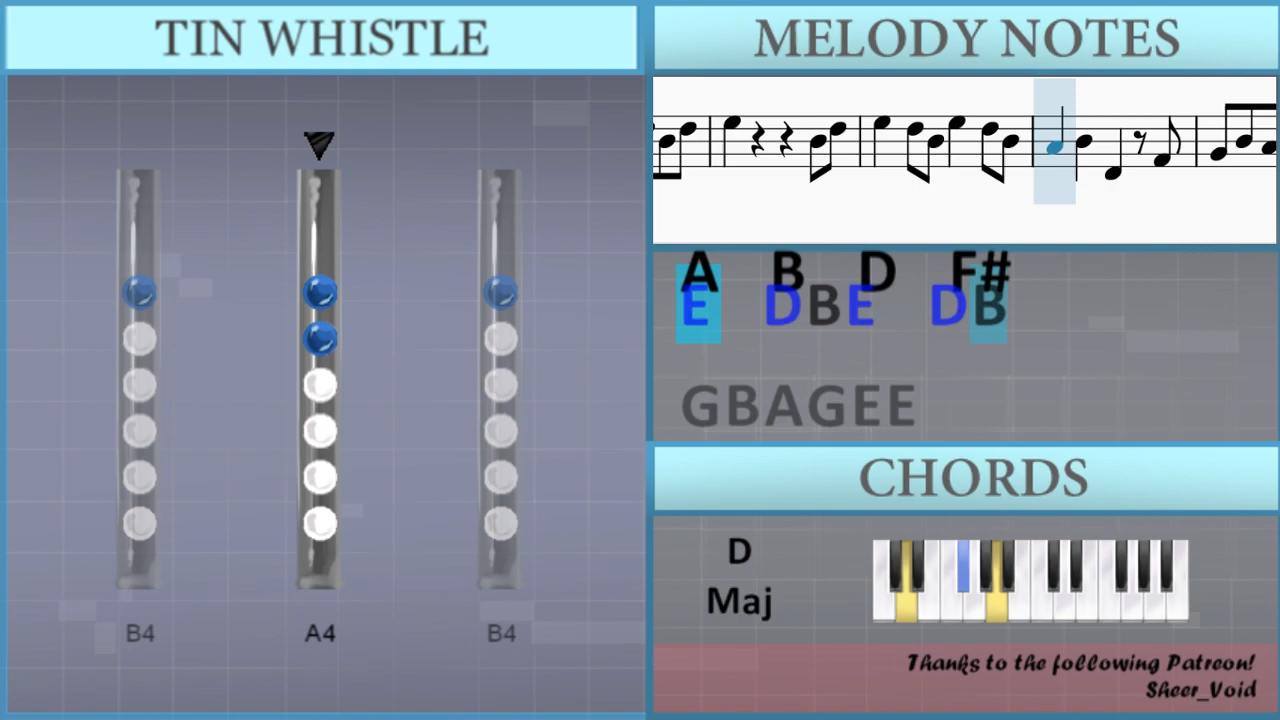 TIN WHISTLE
B4 A4 B4
MELODY NOTES
A B D F#
E DBE DB
GBAGEE
CHORDS
D
Maj
Thanks to the following Patreon!
Sheer_Void